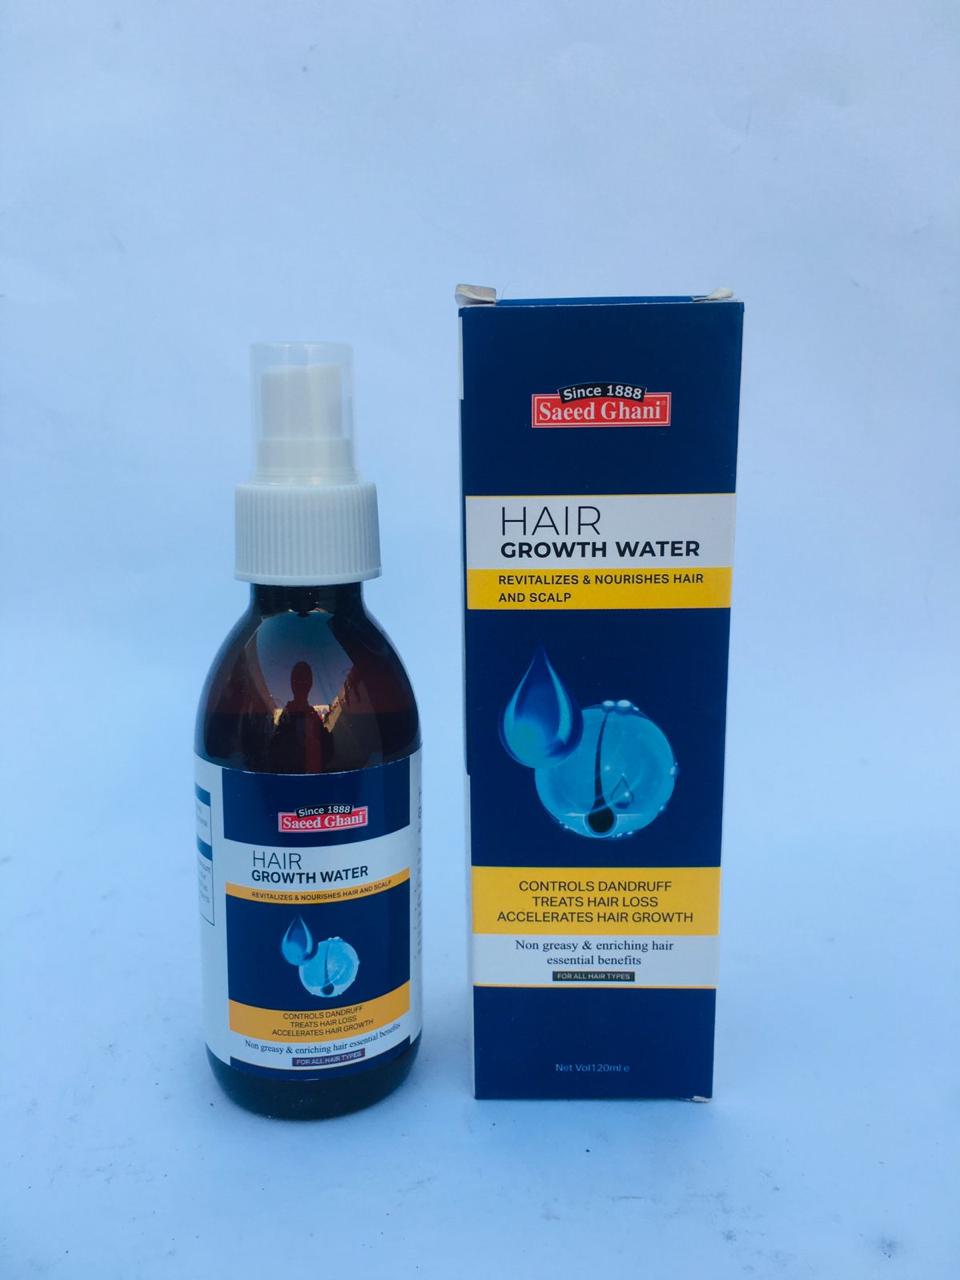 Since 1888
Saeed Ghani
HAIR
GROWTH WATER
REVITALIZES & NOURISHES HAIR AND SCALP
CONTROLS DANDRUFF
TREATS HAIR LOSS
ACCELERATES HAIR GROWTH
Non greasy & enriching hair essential benefits
FOR ALL HAIR TYPES
Since 1888
Saeed Ghani®
HAIR
GROWTH WATER
REVITALIZES & NOURISHES HAIR
AND SCALP
CONTROLS DANDRUFF
TREATS HAIR LOSS
ACCELERATES HAIR GROWTH
Non greasy & enriching hair
essential benefits
FOR ALL HAIR TYPES
Net Vol120ml e